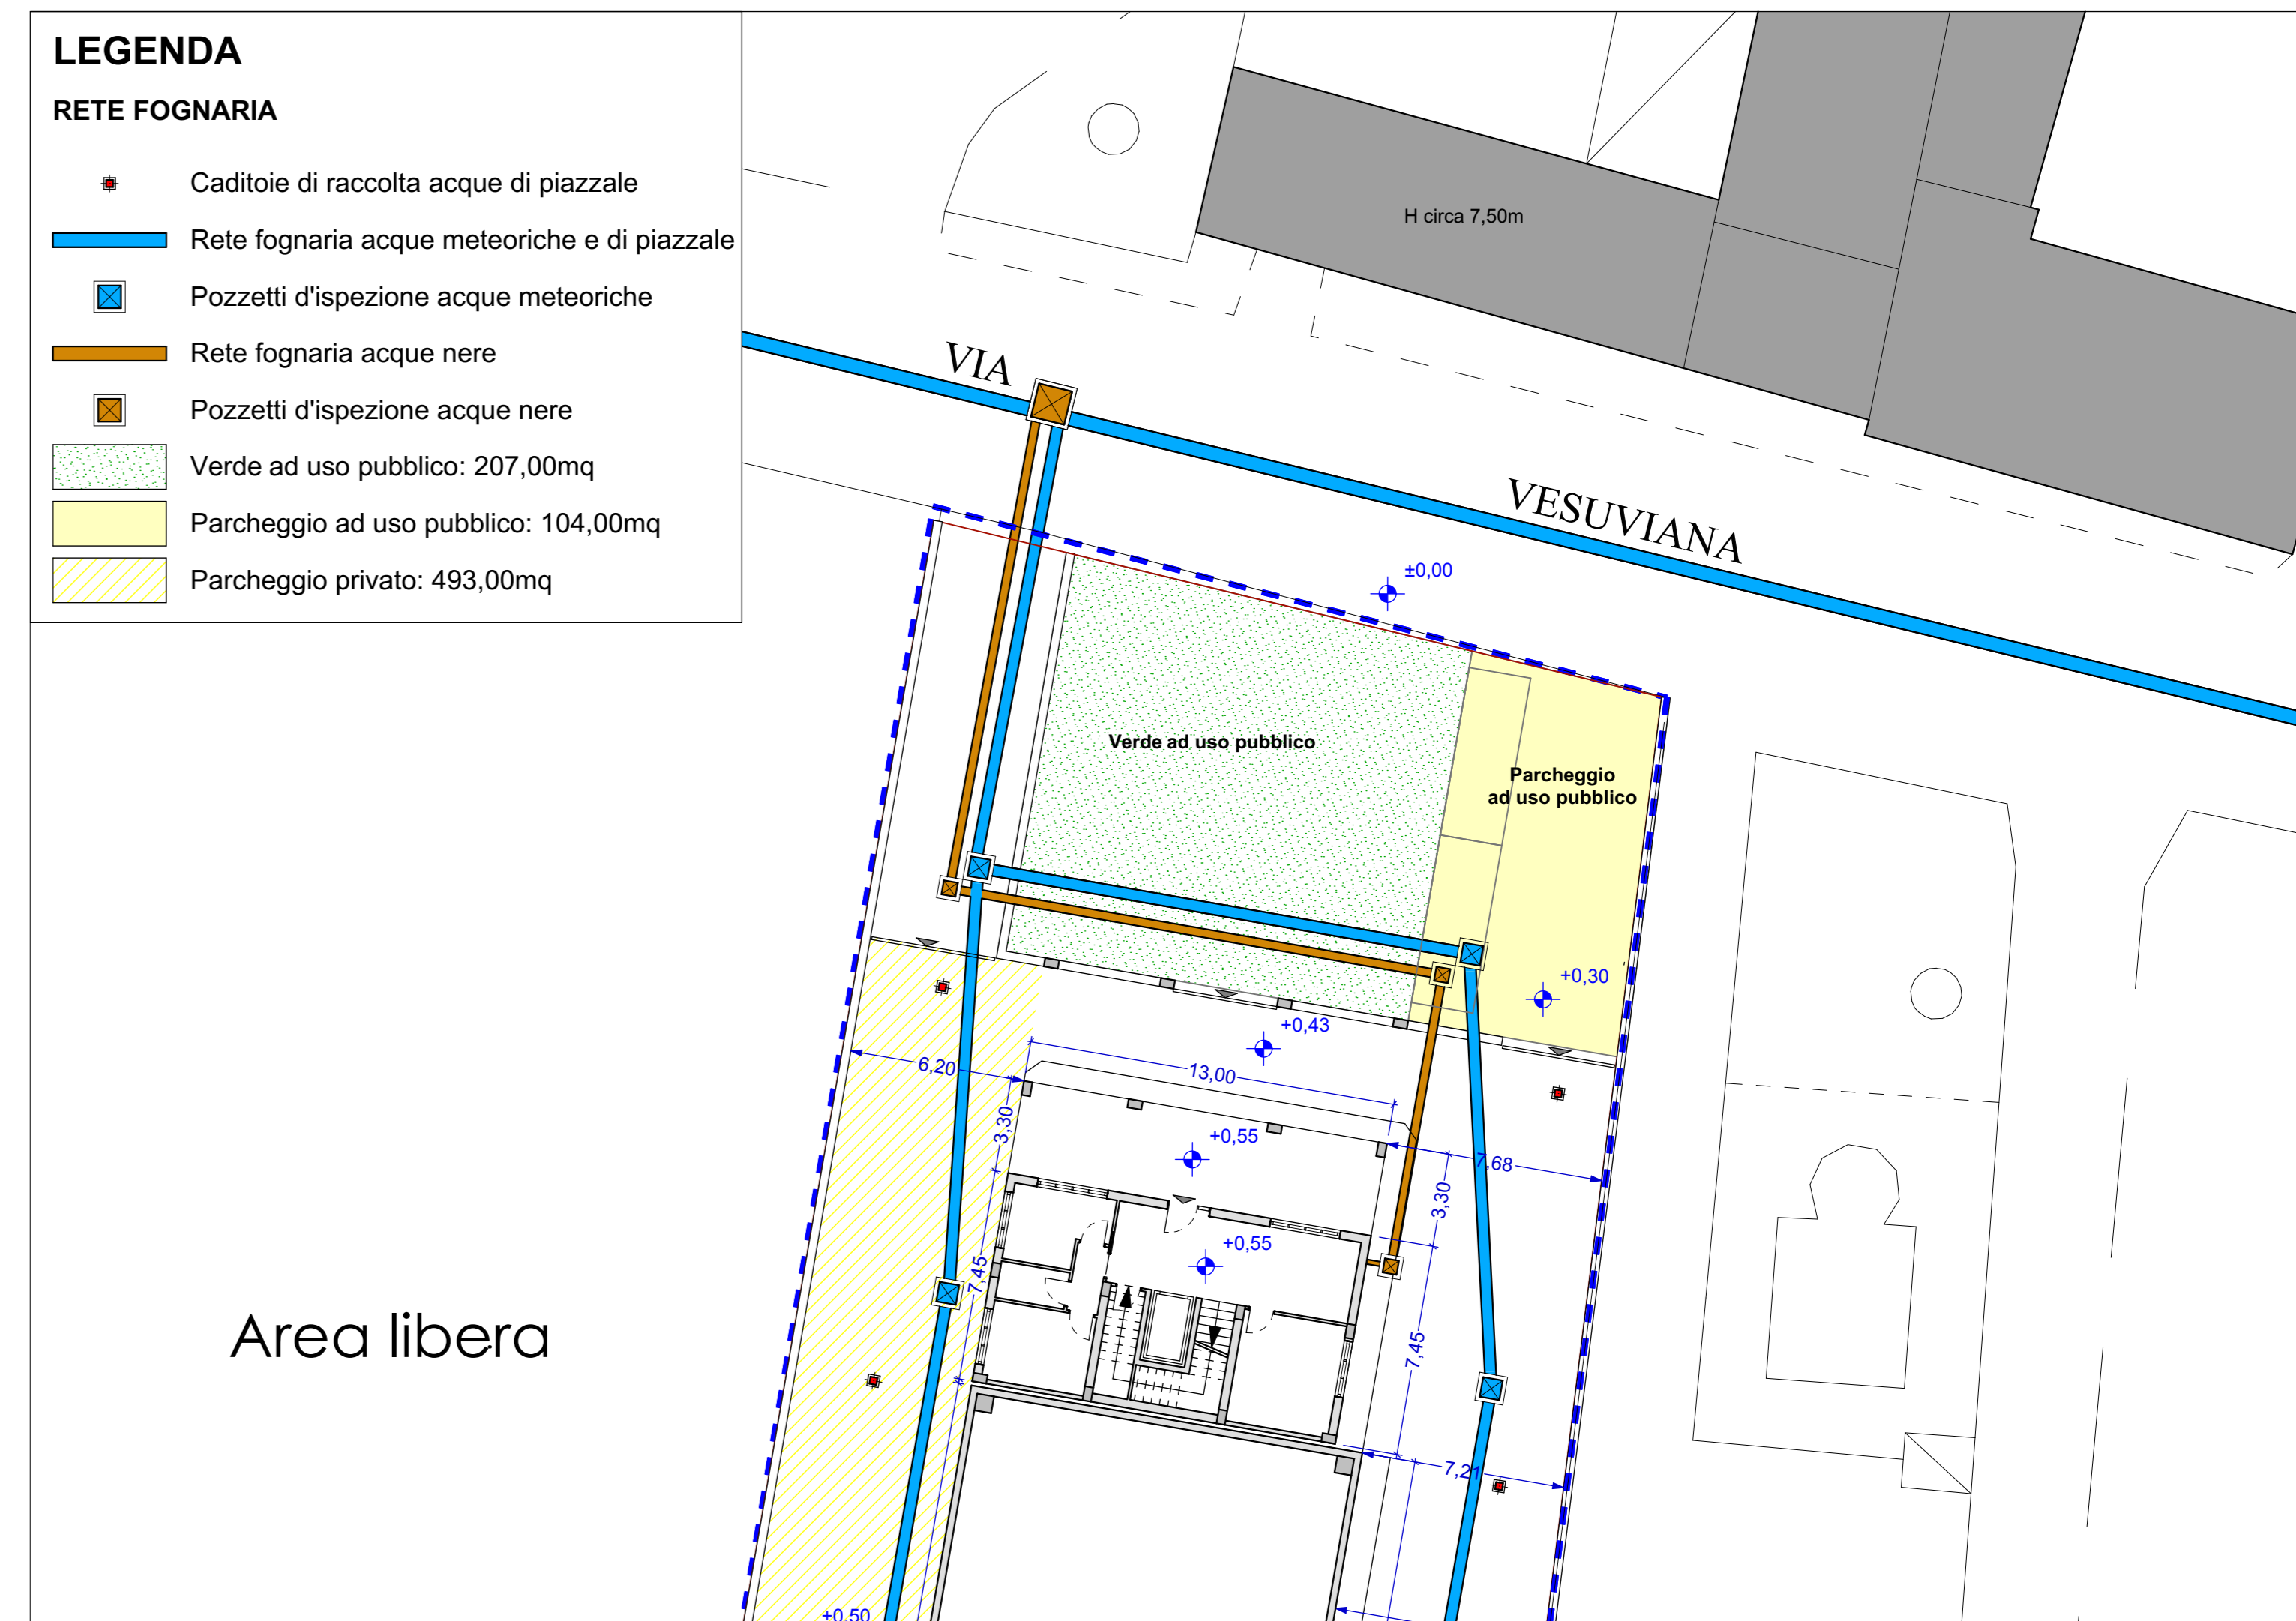 LEGENDA
RETE FOGNARIA
Caditoie di raccolta acque di piazzale
Rete fognaria acque meteoriche e di piazzale
Pozzetti d'ispezione acque meteoriche
Rete fognaria acque nere
Pozzetti d'ispezione acque nere
Verde ad uso pubblico: 207,00mq
Parcheggio ad uso pubblico: 104,00mq
Parcheggio privato: 493,00mq
H circa 7,50m
VIA
VESUVIANA
±0,00
Verde ad uso pubblico
Parcheggio
ad uso pubblico
+0,30
+0,43
6,20
13,00
3,30
+0,55
7,68
3,30
+0,55
7,45
7,45
Area libera
7,21
+0,50